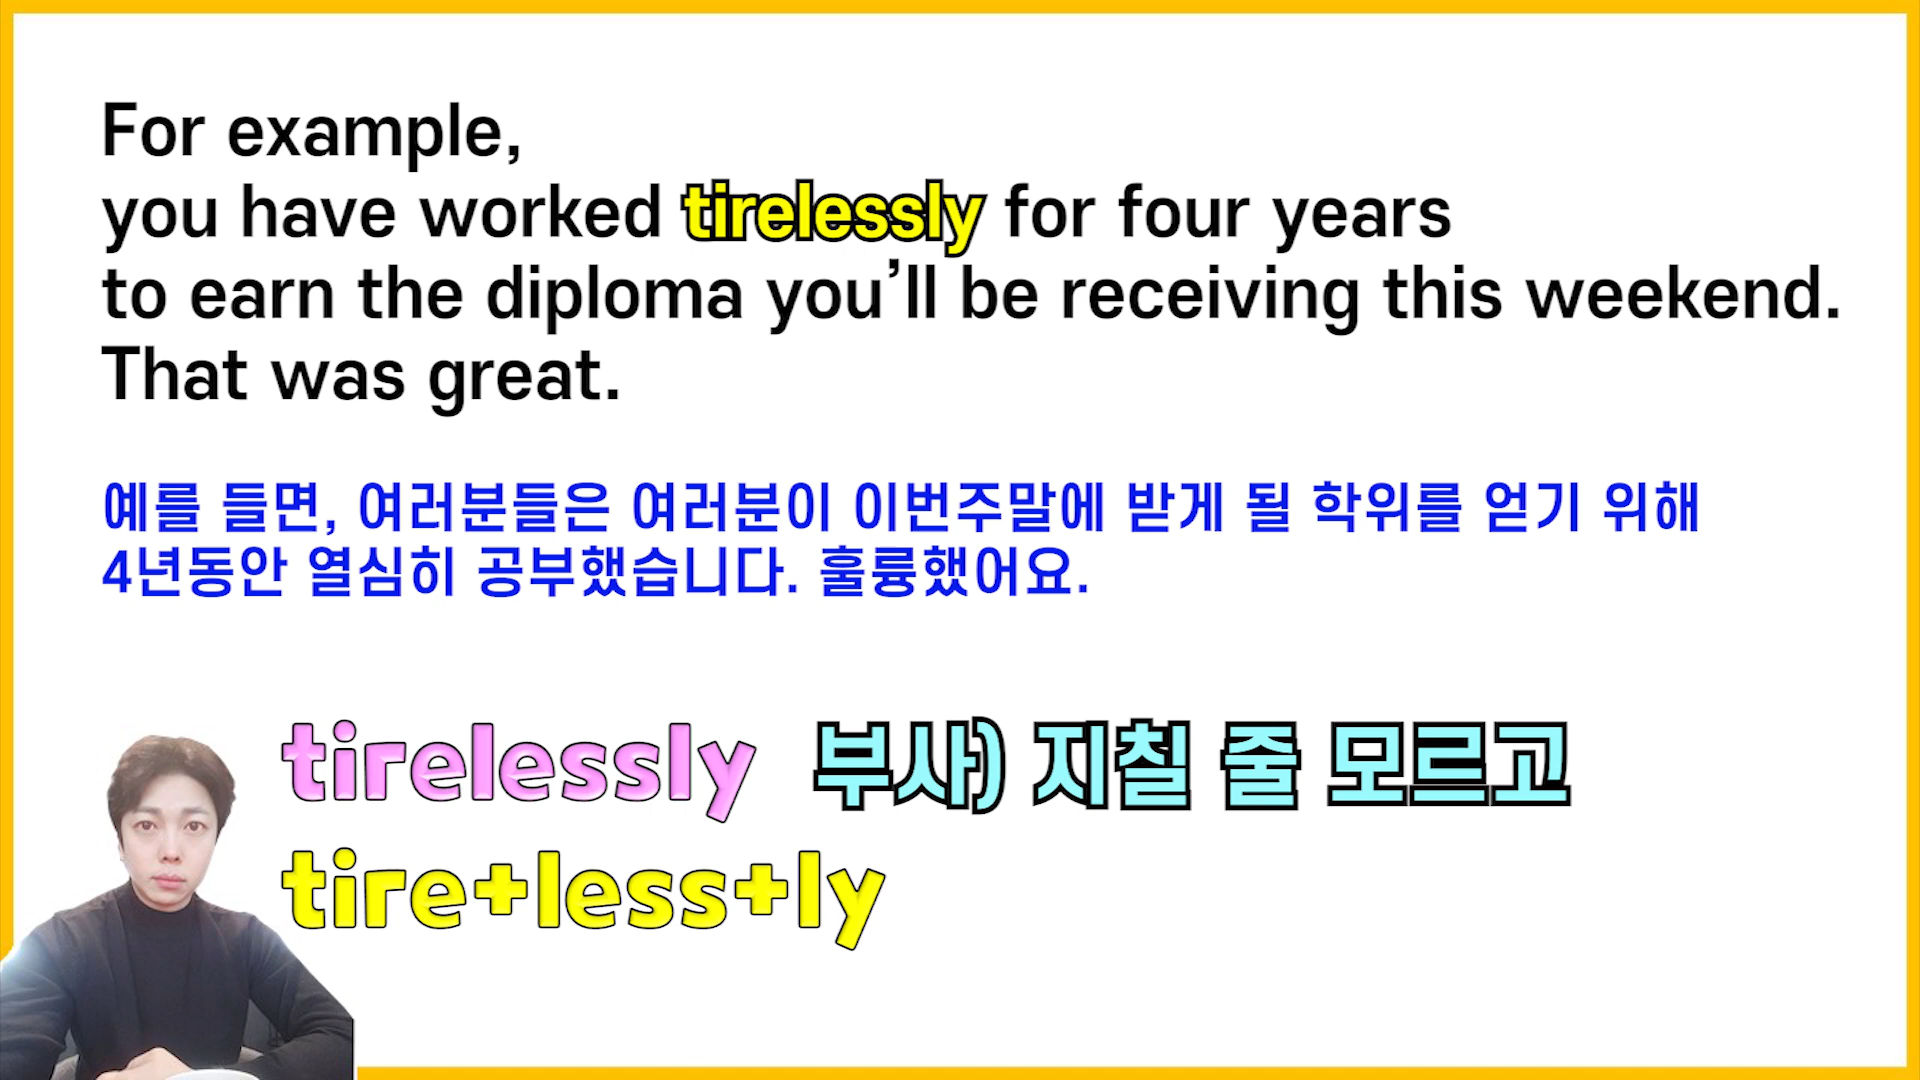 For example,
you have worked tirelessly for four years
to earn the diploma you’ll be receiving this weekend.
That was great.
예를 들면, 여러분들은 여러분이 이번주말에 받게 될 학위를 얻기 위해
4년동안 열심히 공부했습니다. 훌륭했어요.
tirelessly 부사) 지칠 줄 모르고
tire+less+ly